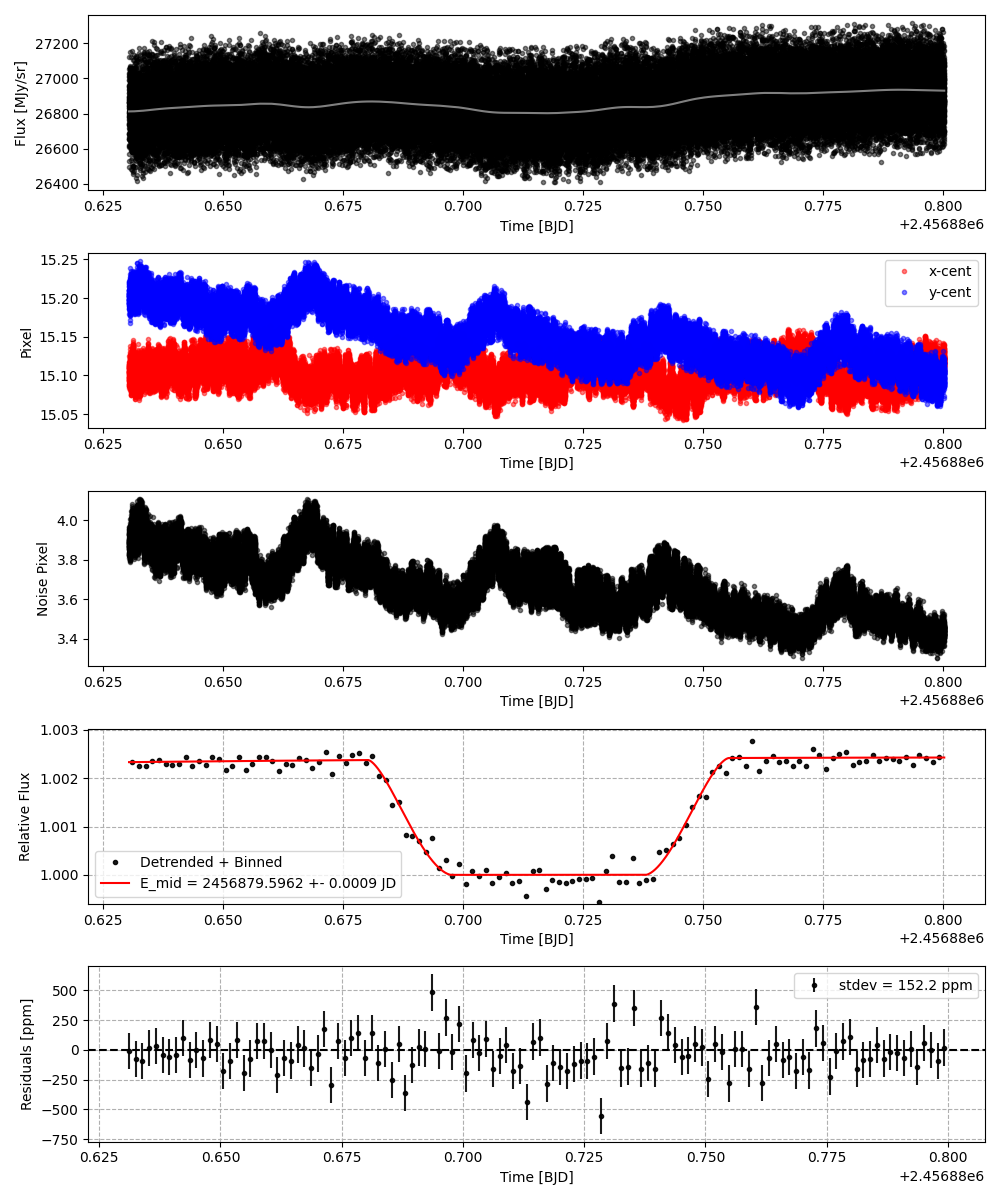 27200
27000
26800
26600
26400
Flux [MJy/sr]
0.625 0.650 0.675 0.700 0.725 0.750 0.775 0.800
Time [BJD]
+2.45688e6
15.25
15.20
15.15
15.10
15.05
Pixel
x-cent
y-cent
0.625 0.650 0.675 0.700 0.725 0.750 0.775 0.800
Time [BJD]
+2.45688e6
4.0
3.8
3.6
3.4
Noise Pixel
0.625 0.650 0.675 0.700 0.725 0.750 0.775 0.800
Time [BJD]
+2.45688e6
1.003
1.002
1.001
1.000
Relative Flux
Detrended + Binned
E_mid = 2456879.5962 +- 0.0009 JD
0.625 0.650 0.675 0.700 0.725 0.750 0.775 0.800
Time [BJD]
+2.45688e6
500
250
0
−250
−500
−750
Residuals [ppm]
stdev = 152.2 ppm
0.625 0.650 0.675 0.700 0.725 0.750 0.775 0.800
Time [BJD]
+2.45688e6